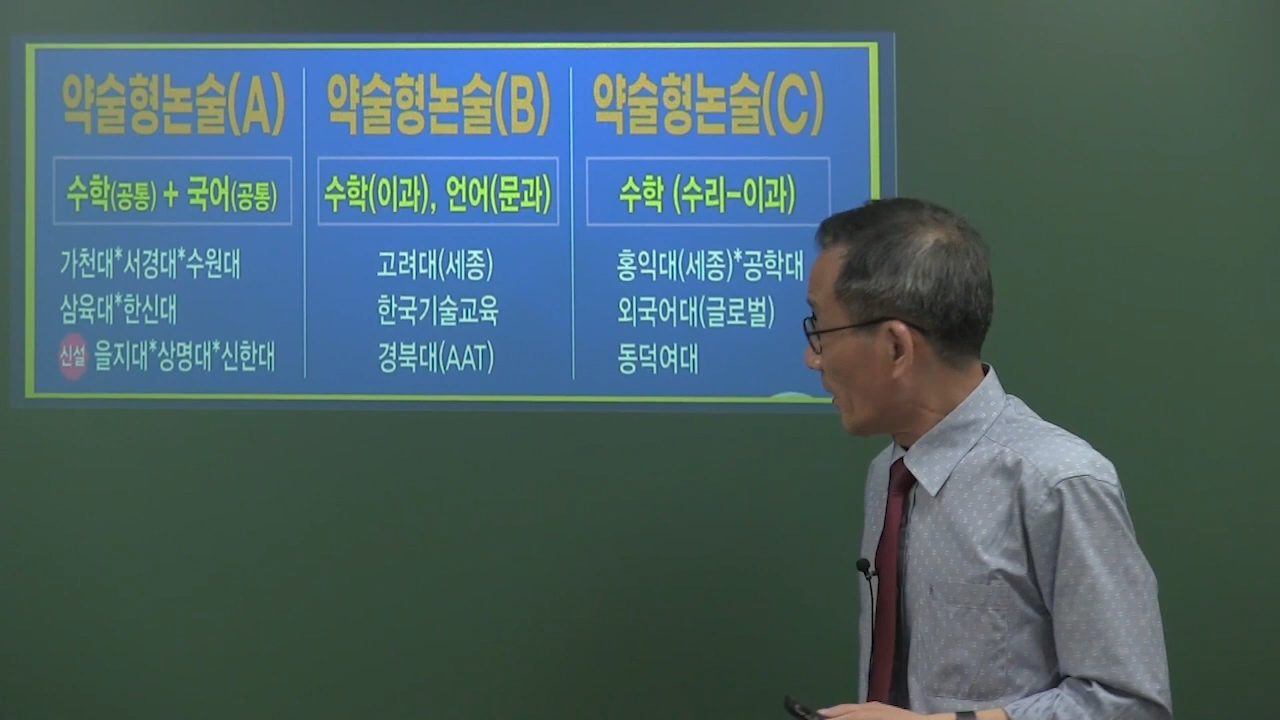 약술형논술(A)
수학(공통) + 국어(공통)
가천대*서경대*수원대
삼육대*한신대
신설 을지대*상명대*신한대
약술형논술(B)
수학(이과), 언어(문과)
고려대(세종)
한국기술교육
경북대(AAT)
약술형논술(C)
수학 (수리-이과)
홍익대(세종)*공학대
외국어대(글로벌)
동덕여대